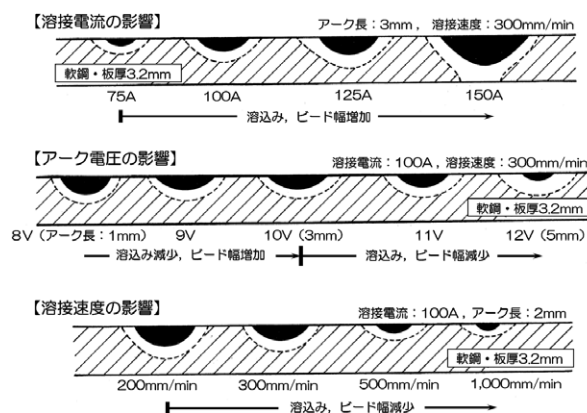 【溶接電流の影響】
アーク長：3mm，溶接速度：300mm/min
軟鋼・板厚3.2mm
75A 100A 125A 150A
溶込み，ビード幅増加
【アーク電圧の影響】
溶接電流：100A，溶接速度：300mm/min
軟鋼・板厚3.2mm
8V（アーク長：1mm） 9V 10V（3mm） 11V 12V（5mm）
溶込み減少，ビード幅増加 溶込み，ビード幅減少
【溶接速度の影響】
溶接電流：100A，アーク長：2mm
軟鋼・板厚3.2mm
200mm/min 300mm/min 500mm/min 1,000mm/min
溶込み，ビード幅減少